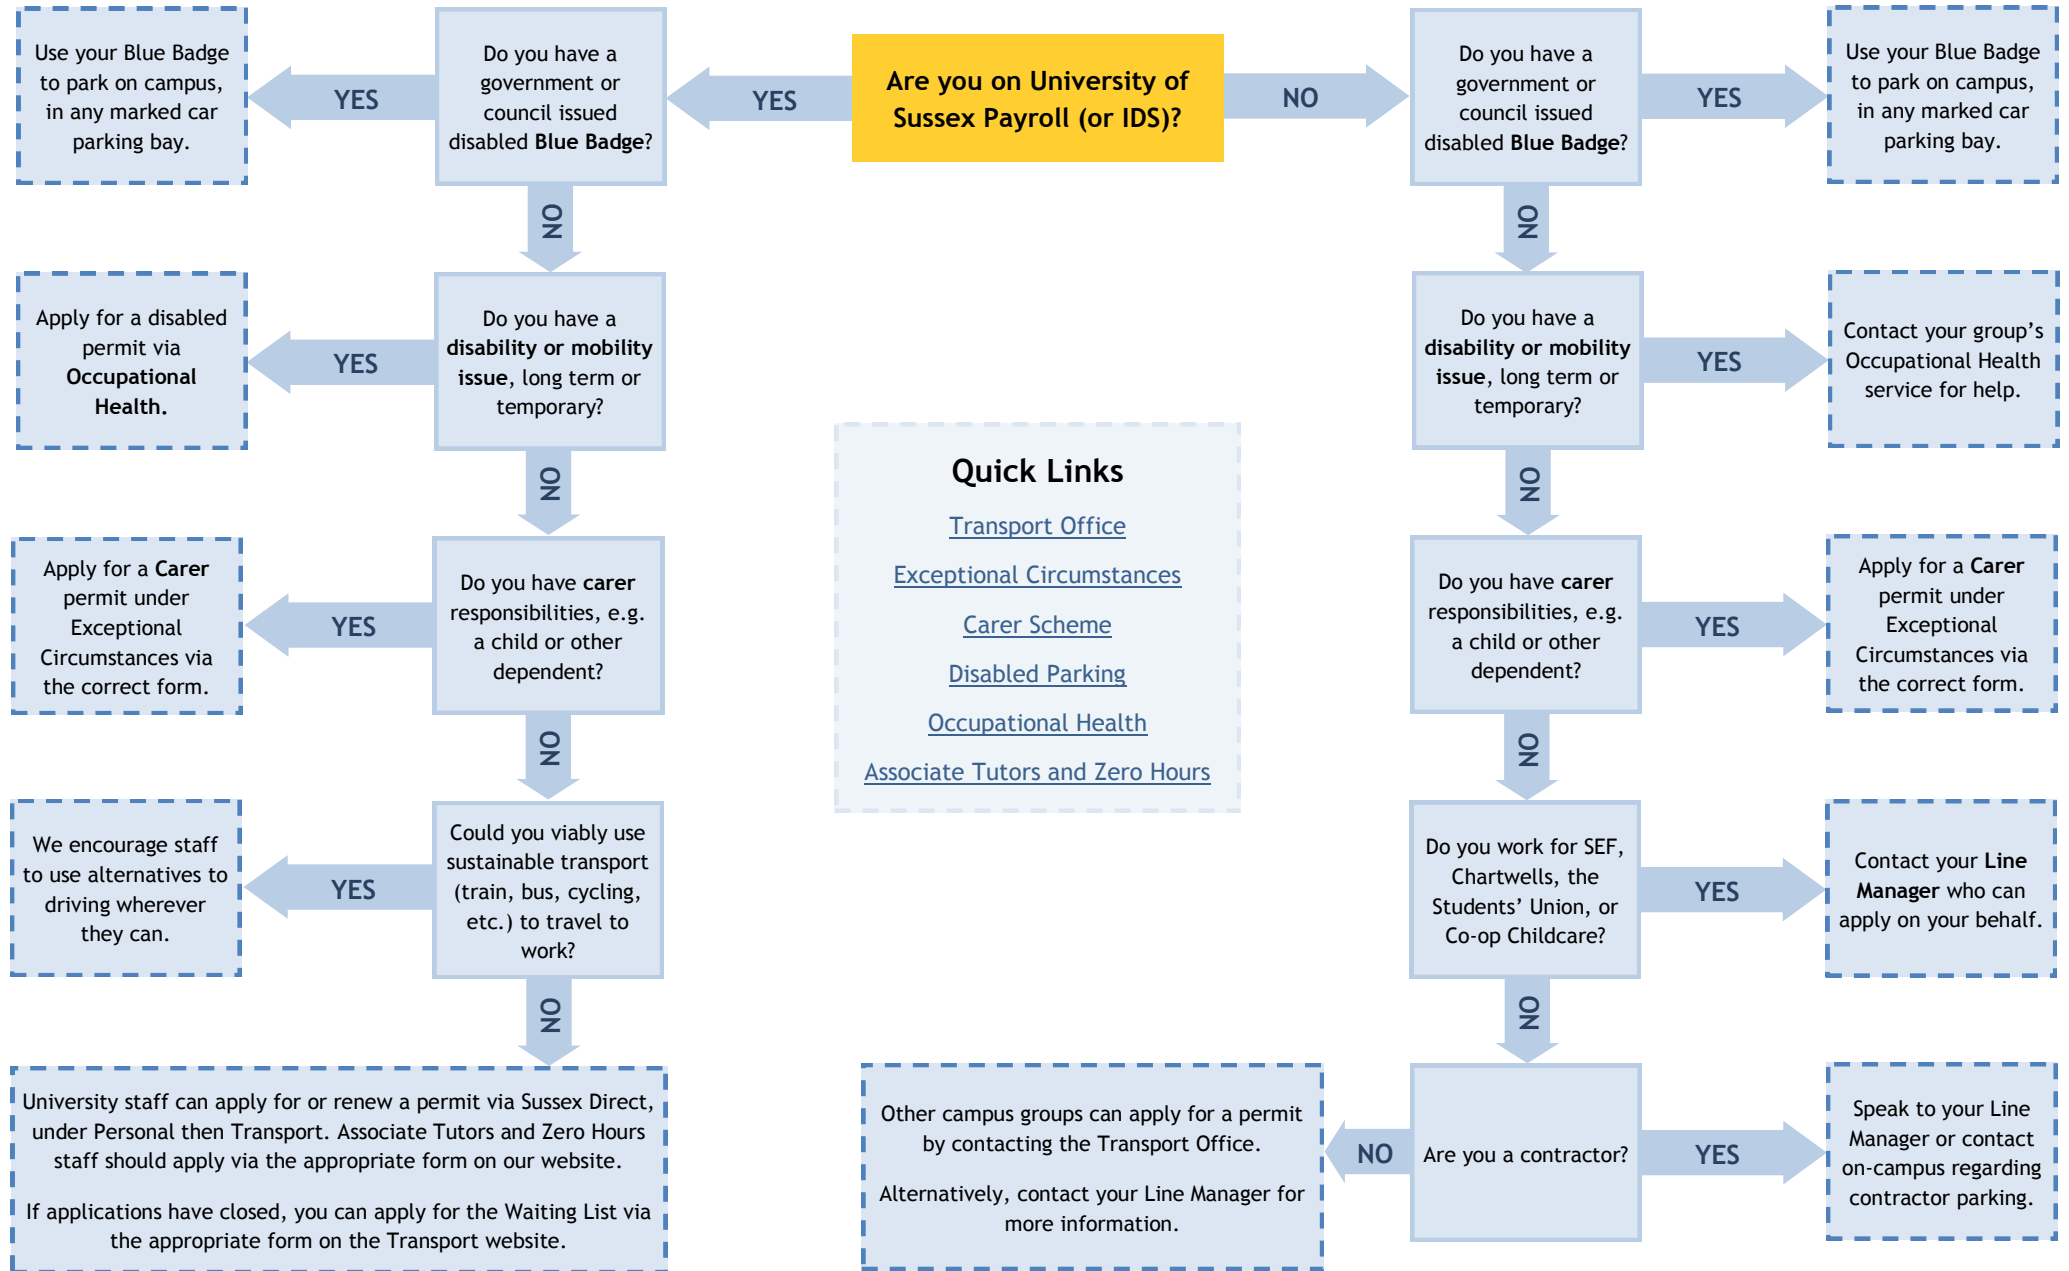 Use your Blue Badge
to park on campus,
in any marked car
parking bay.
YES
Do you have a
government or
council issued
disabled Blue Badge?
YES
Are you on University of
Sussex Payroll (or IDS)?
NO
Do you have a
government or
council issued
disabled Blue Badge?
YES
Use your Blue Badge
to park on campus,
in any marked car
parking bay.
NO
NO
Apply for a disabled
permit via
Occupational
Health.
YES
Do you have a
disability or mobility
issue, long term or
temporary?
Do you have a
disability or mobility
issue, long term or
temporary?
YES
Contact your group’s
Occupational Health
service for help.
NO
NO
Quick Links
Transport Office
Exceptional Circumstances
Carer Scheme
Disabled Parking
Occupational Health
Associate Tutors and Zero Hours
Apply for a Carer
permit under
Exceptional
Circumstances via
the correct form.
YES
Do you have carer
responsibilities, e.g.
a child or other
dependent?
Do you have carer
responsibilities, e.g.
a child or other
dependent?
YES
Apply for a Carer
permit under
Exceptional
Circumstances via
the correct form.
NO
NO
We encourage staff
to use alternatives to
driving wherever
they can.
YES
Could you viably use
sustainable transport
(train, bus, cycling,
etc.) to travel to
work?
Do you work for SEF,
Chartwells, the
Students’ Union, or
Co-op Childcare?
YES
Contact your Line
Manager who can
apply on your behalf.
NO
NO
University staff can apply for or renew a permit via Sussex Direct,
under Personal then Transport. Associate Tutors and Zero Hours
staff should apply via the appropriate form on our website.
If applications have closed, you can apply for the Waiting List via
the appropriate form on the Transport website.
Other campus groups can apply for a permit
by contacting the Transport Office.
Alternatively, contact your Line Manager for
more information.
NO
Are you a contractor?
YES
Speak to your Line
Manager or contact
on-campus regarding
contractor parking.